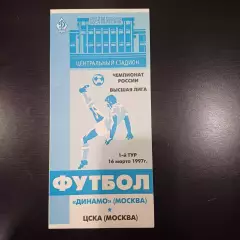 ЦЕНТРАЛЬНЫЙ СТАДИОН
ЧЕМПИОНАТ
РОССИИ
ВЫСШАЯ ЛИГА
1-й ТУР
16 марта 1997г.
ФУТБОЛ
«ДИНАМО» (МОСКВА)
ЦСКА (МОСКВА)